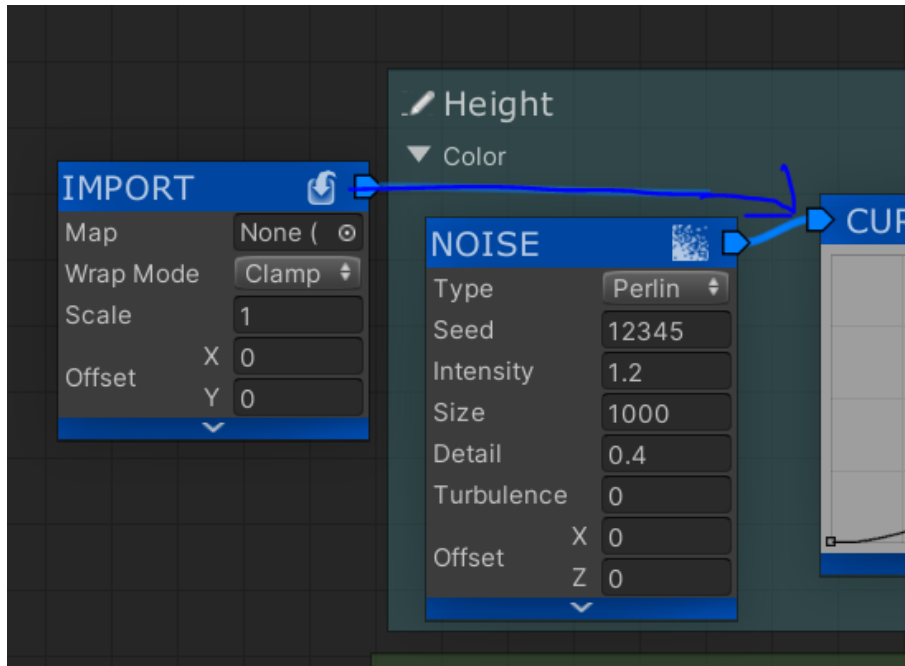 Height
Color
IMPORT
Map None (
Wrap Mode Clamp
Scale 1
Offset X 0
Y 0
NOISE
Type Perlin
Seed 12345
Intensity 1.2
Size 1000
Detail 0.4
Turbulence 0
Offset X 0
Z 0
CUR